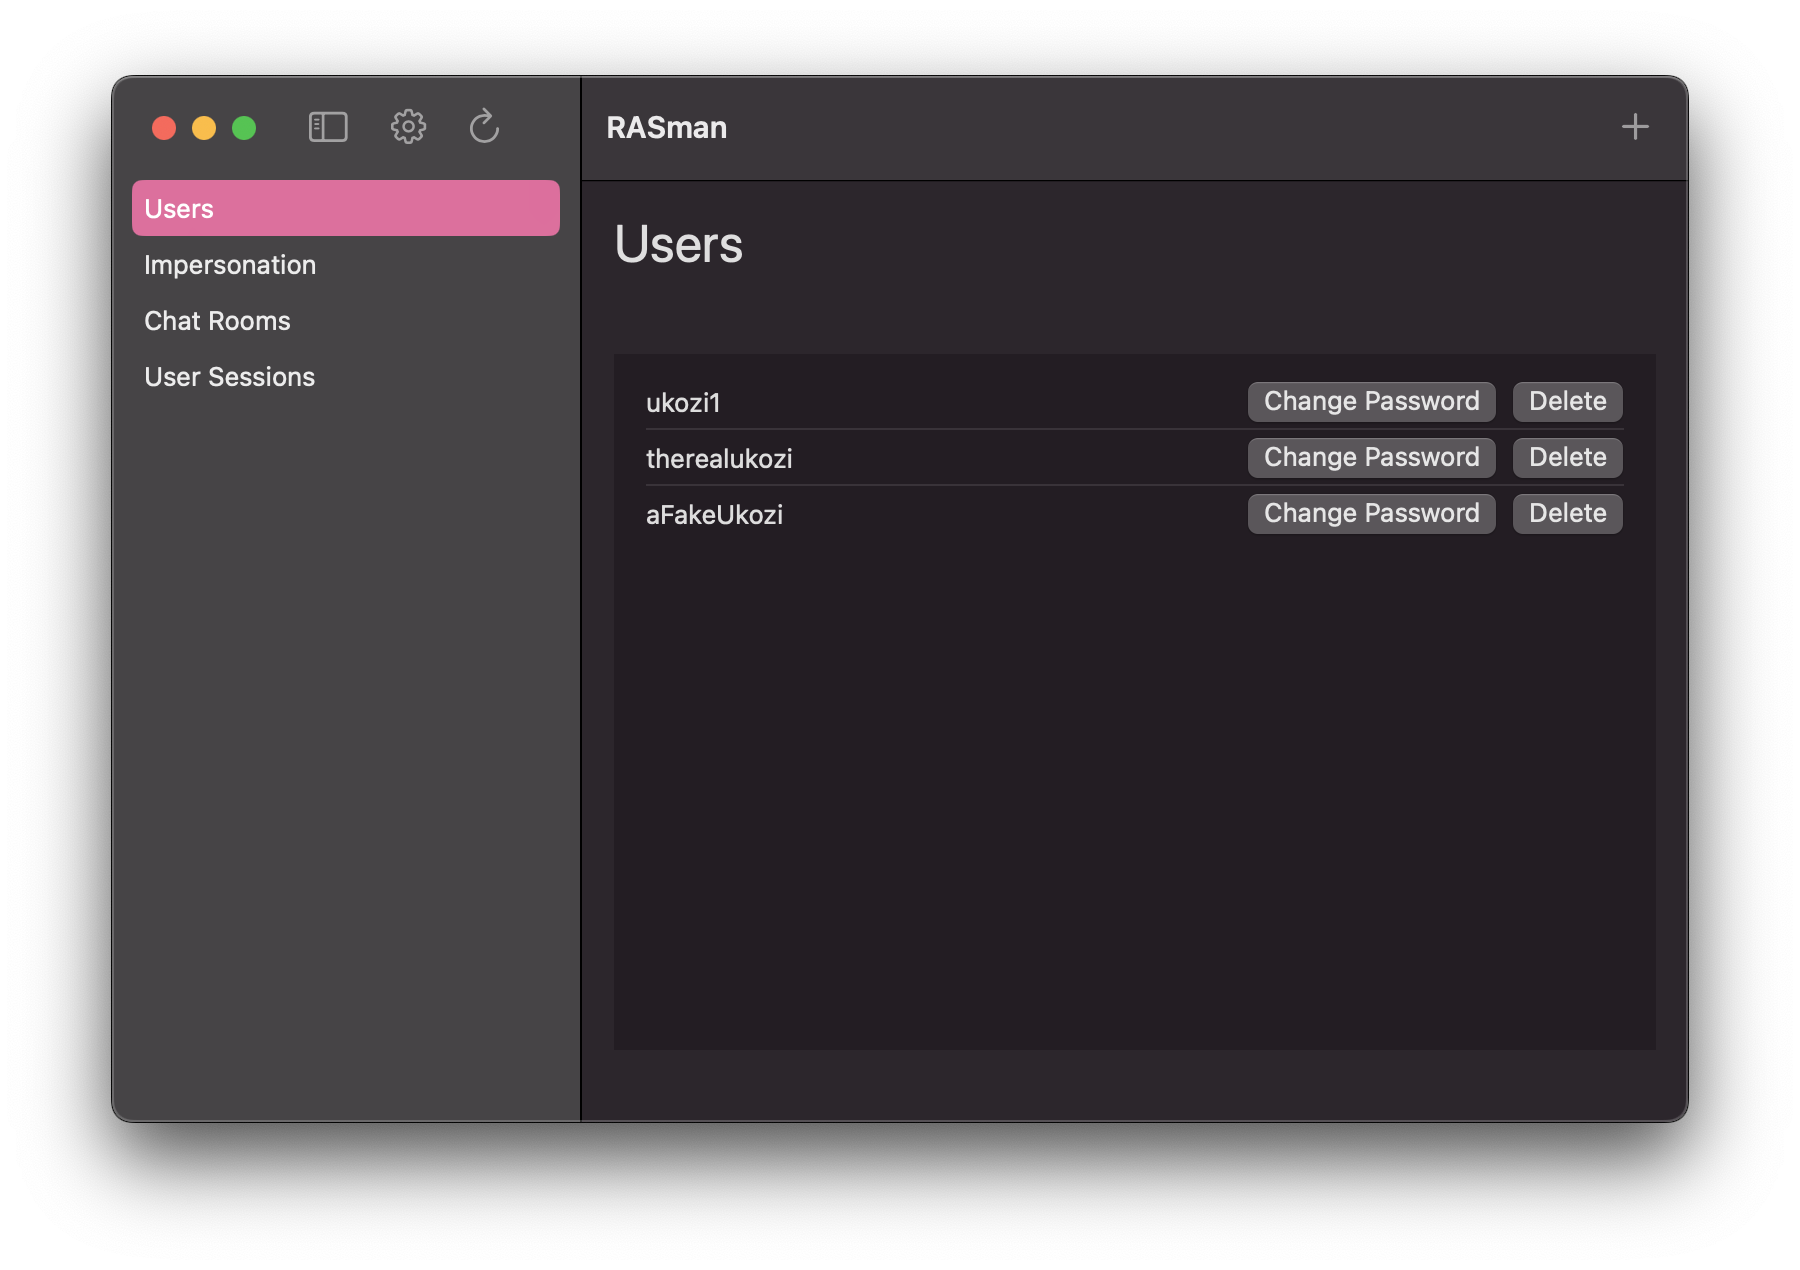 RASman
Users
Impersonation
Chat Rooms
User Sessions
Users
ukozi1 Change Password Delete
therealukozi Change Password Delete
aFakeUkozi Change Password Delete